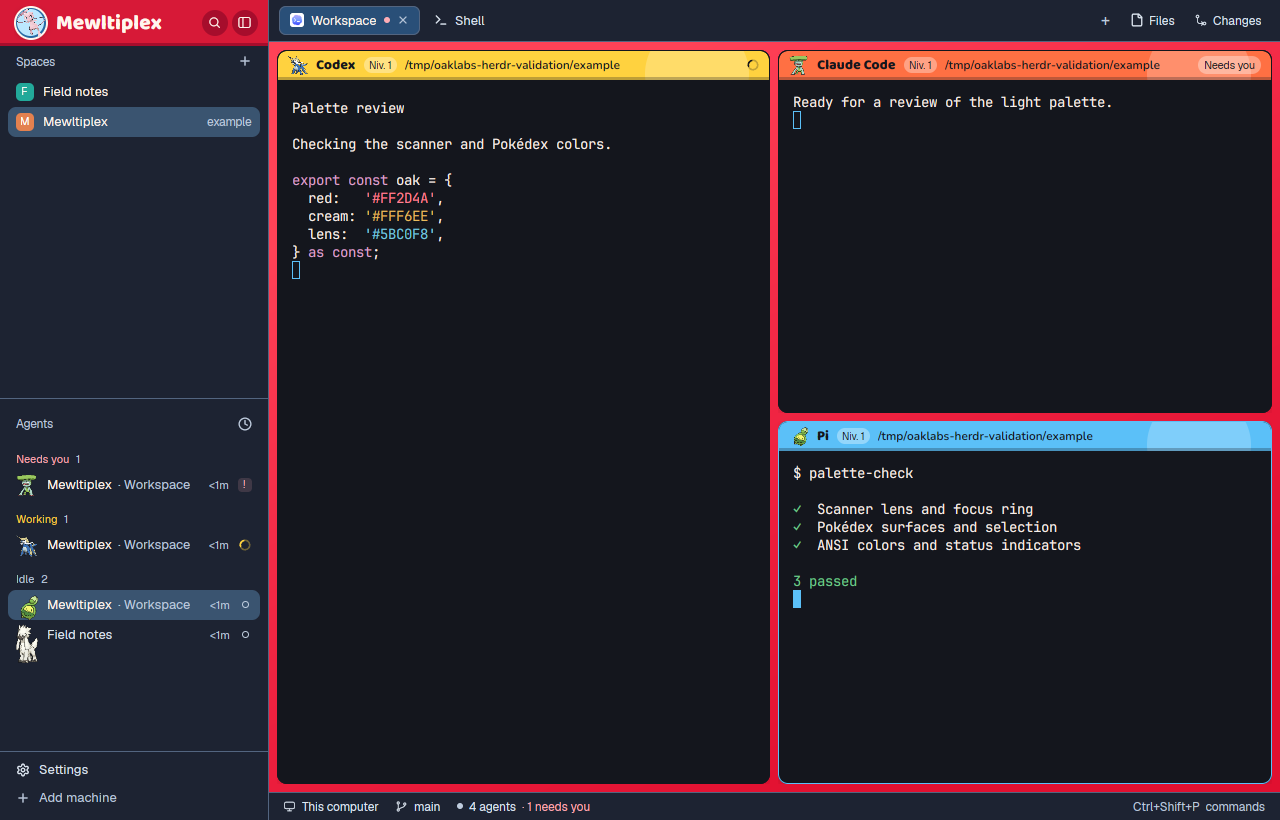 Mewltiplex
Spaces
F Field notes
M Mewltiplex example
Agents
Needs you 1
Mewltiplex · Workspace <1m !
Working 1
Mewltiplex · Workspace <1m
Idle 2
Mewltiplex · Workspace <1m
Field notes <1m
Settings
+ Add machine
Workspace × Shell
+ Files Changes
Codex Niv. 1 /tmp/oaklabs-herdr-validation/example
Palette review
Checking the scanner and Pokédex colors.
export const oak = {
red: '#FF2D4A',
cream: '#FFF6EE',
lens: '#5BC0F8',
} as const;
Claude Code Niv. 1 /tmp/oaklabs-herdr-validation/example Needs you
Ready for a review of the light palette.
Pi Niv. 1 /tmp/oaklabs-herdr-validation/example
$ palette-check
✓ Scanner lens and focus ring
✓ Pokédex surfaces and selection
✓ ANSI colors and status indicators
3 passed
This computer main 4 agents · 1 needs you Ctrl+Shift+P commands